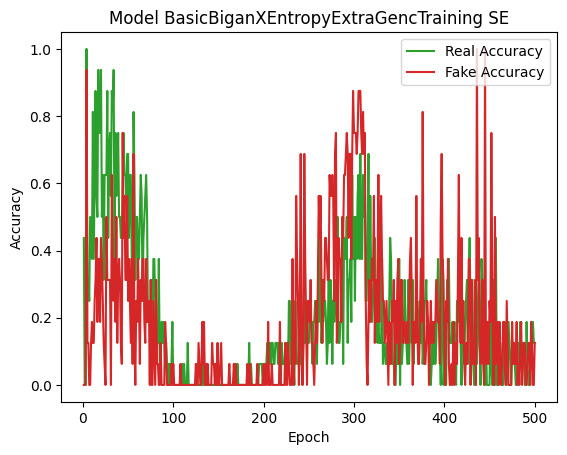 Model BasicBiganXEntropyExtraGencTraining SE
Real Accuracy
Fake Accuracy
Accuracy
1.0
0.8
0.6
0.4
0.2
0.0
0 100 200 300 400 500
Epoch